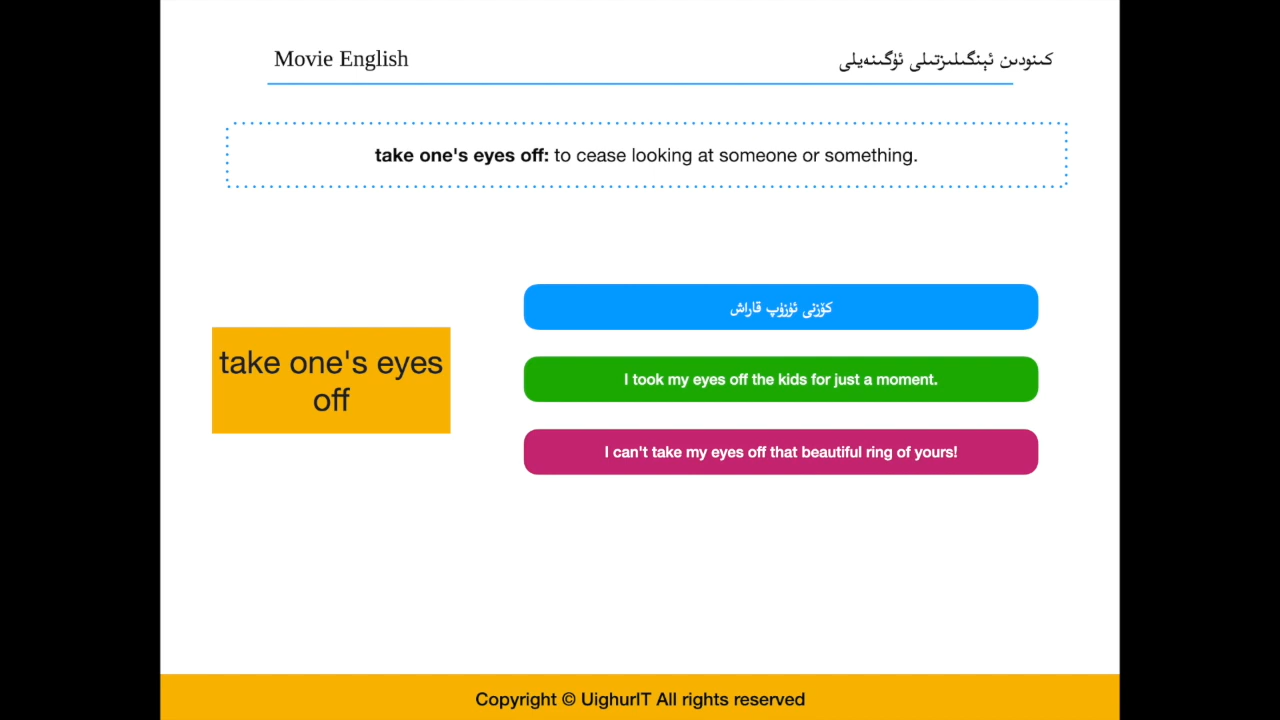 Movie English
كىنودىن ئېنگىلىزتىلى ئۈگىنەيلى
take one's eyes off: to cease looking at someone or something.
كۆزنى ئۈزۈپ قاراش
take one's eyes
off
I took my eyes off the kids for just a moment.
I can't take my eyes off that beautiful ring of yours!
Copyright © UighurIT All rights reserved